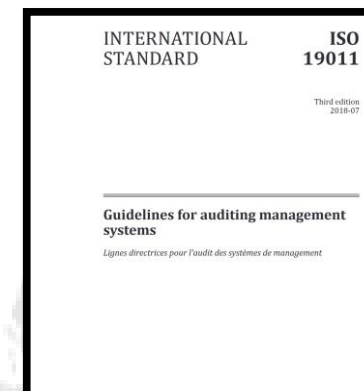 INTERNATIONAL
STANDARD
ISO
19011
Third edition
2018-07
Guidelines for auditing management
systems
Lignes directrices pour l'audit des systèmes de management